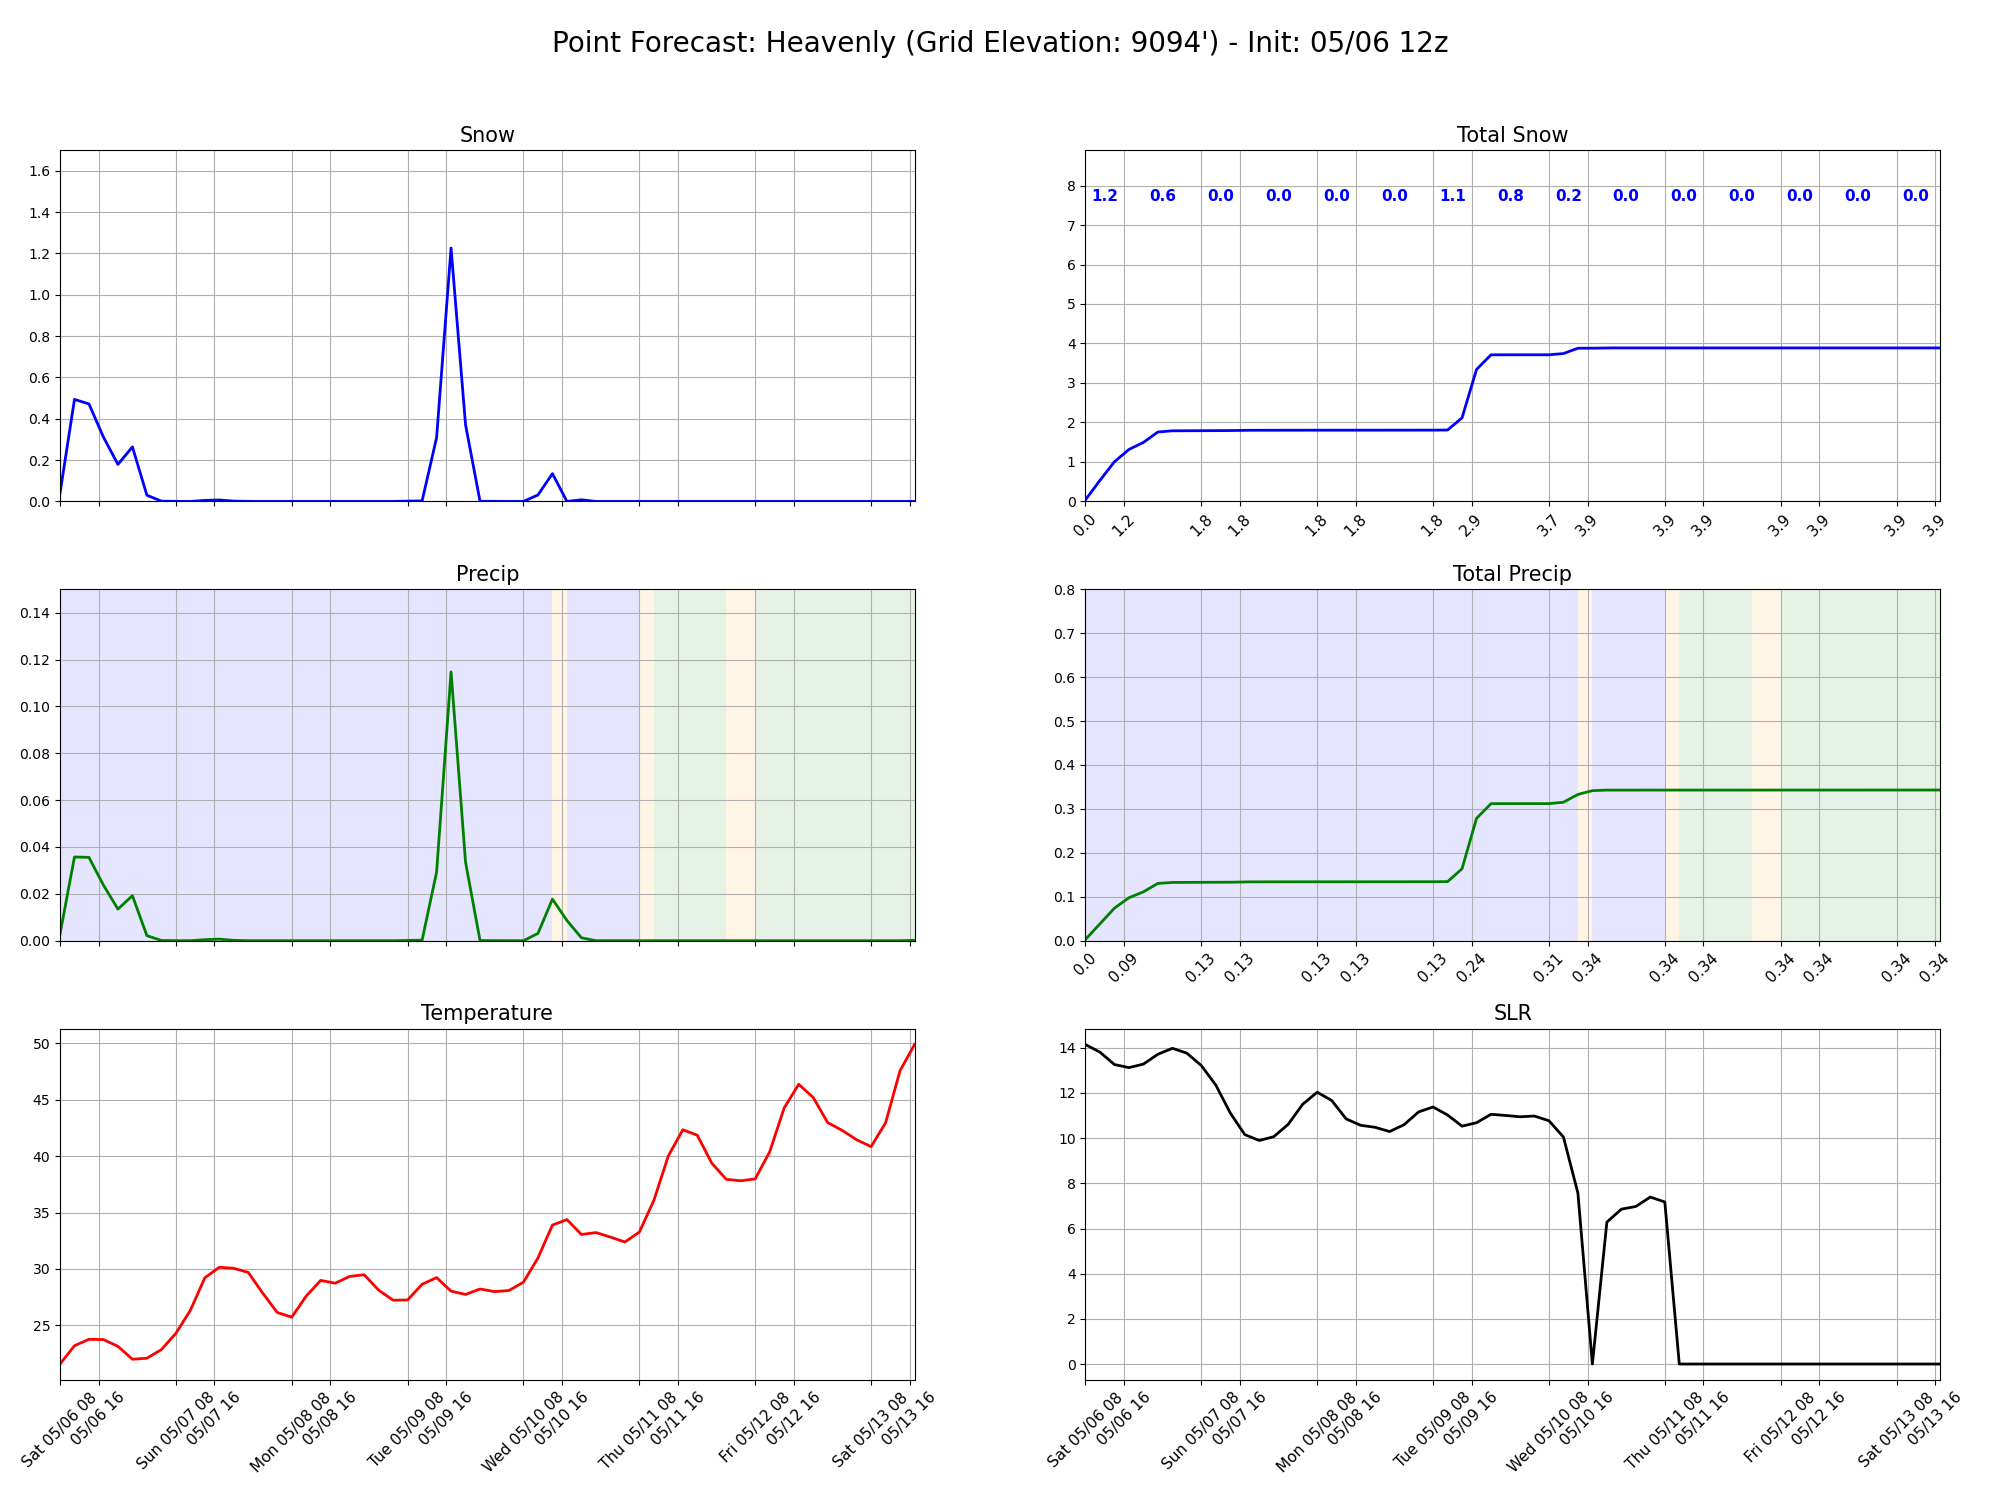 Point Forecast: Heavenly (Grid Elevation: 9094') - Init: 05/06 12z
Snow
1.6
1.4
1.2
1.0
0.8
0.6
0.4
0.2
0.0
Total Snow
8
7
6
5
4
3
2
1
0
1.2 0.6 0.0 0.0 0.0 0.0 1.1 0.8 0.2 0.0 0.0 0.0 0.0 0.0 0.0
0.0 1.2 1.8 1.8 1.8 1.8 1.8 2.9 3.7 3.9 3.9 3.9 3.9 3.9 3.9 3.9
Precip
0.14
0.12
0.10
0.08
0.06
0.04
0.02
0.00
Total Precip
0.8
0.7
0.6
0.5
0.4
0.3
0.2
0.1
0.0
0.0 0.09 0.13 0.13 0.13 0.13 0.13 0.24 0.31 0.34 0.34 0.34 0.34 0.34 0.34 0.34
Temperature
50
45
40
35
30
25
Sat 05/06 08
05/06 16
Sun 05/07 08
05/07 16
Mon 05/08 08
05/08 16
Tue 05/09 08
05/09 16
Wed 05/10 08
05/10 16
Thu 05/11 08
05/11 16
Fri 05/12 08
05/12 16
Sat 05/13 08
05/13 16
SLR
14
12
10
8
6
4
2
0
Sat 05/06 08
05/06 16
Sun 05/07 08
05/07 16
Mon 05/08 08
05/08 16
Tue 05/09 08
05/09 16
Wed 05/10 08
05/10 16
Thu 05/11 08
05/11 16
Fri 05/12 08
05/12 16
Sat 05/13 08
05/13 16